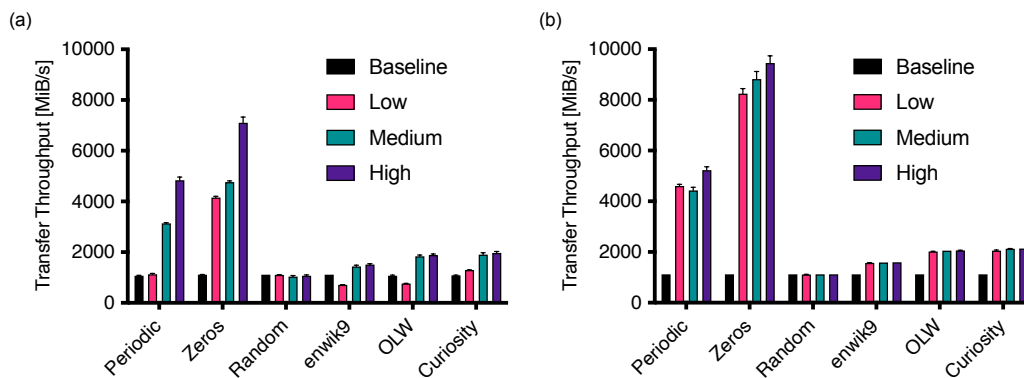 (a)
Transfer Throughput [MiB/s]
10000
8000
6000
4000
2000
0
Baseline
Low
Medium
High
Periodic
Zeros
Random
enwik9
OLW
Curiosity
(b)
Transfer Throughput [MiB/s]
10000
8000
6000
4000
2000
0
Baseline
Low
Medium
High
Periodic
Zeros
Random
enwik9
OLW
Curiosity